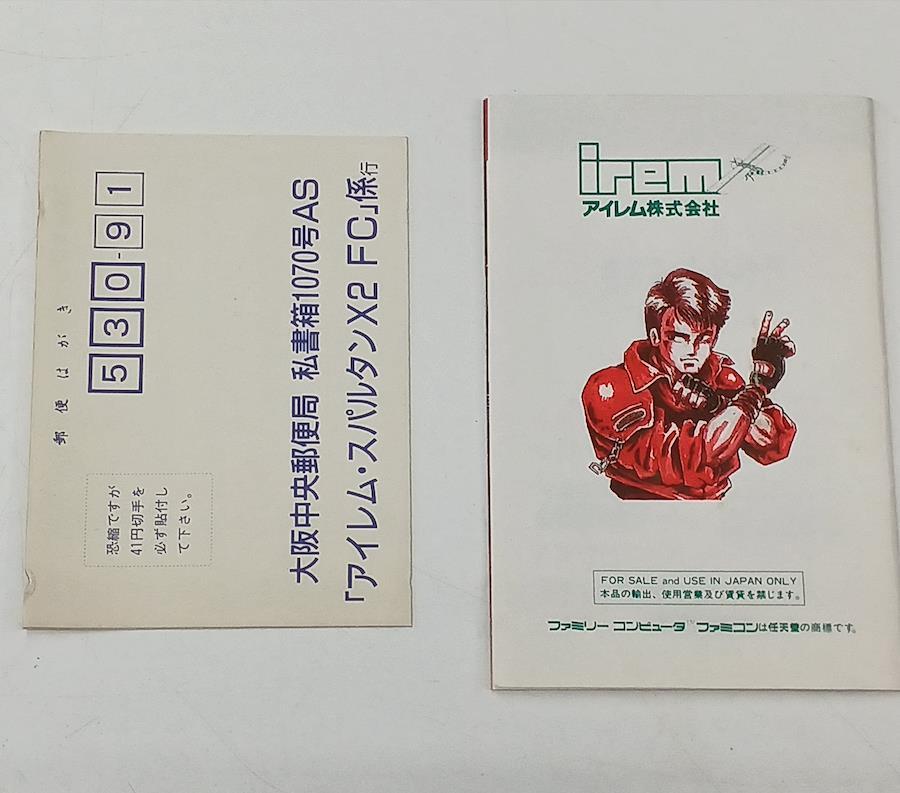 郵便はがき
530-91
恐縮ですが
41円切手を
必ず貼付し
て下さい。
大阪中央郵便局 私書箱1070号AS
「アイレム・スパルタンX2 FC」係行
irem
アイレム株式会社
FOR SALE and USE IN JAPAN ONLY
本品の輸出、使用営業及び賃貸を禁じます。
ファミリーコンピュータ™ ファミコンは任天堂の商標です。